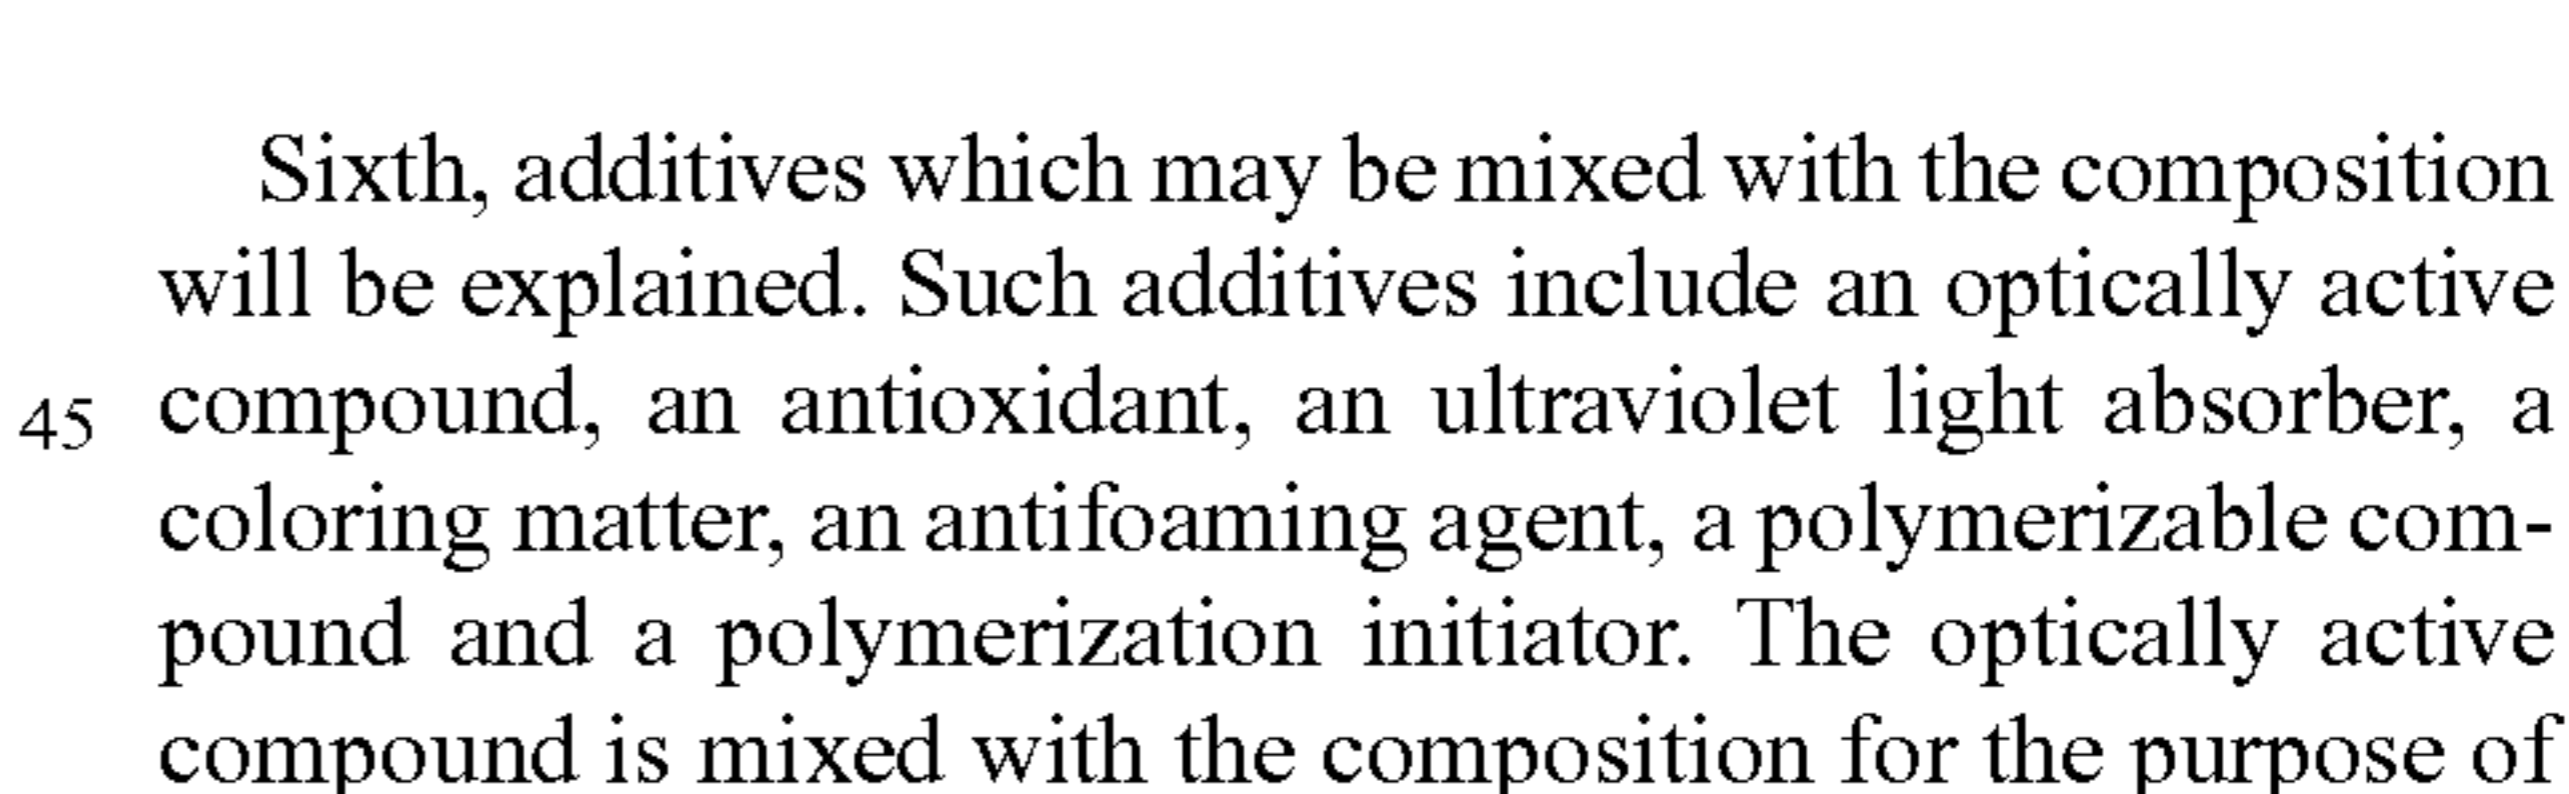 Sixth, additives which may be mixed with the composition
will be explained. Such additives include an optically active
45 compound, an antioxidant, an ultraviolet light absorber, a
coloring matter, an antifoaming agent, a polymerizable com-
pound and a polymerization initiator. The optically active
compound is mixed with the composition for the purpose of